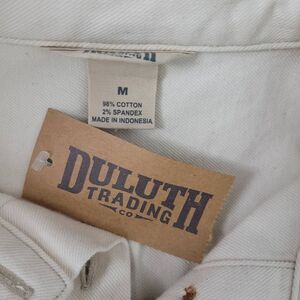 M
98% COTTON
2% SPANDEX
MADE IN INDONESIA
DULUTH
TRADING
CO